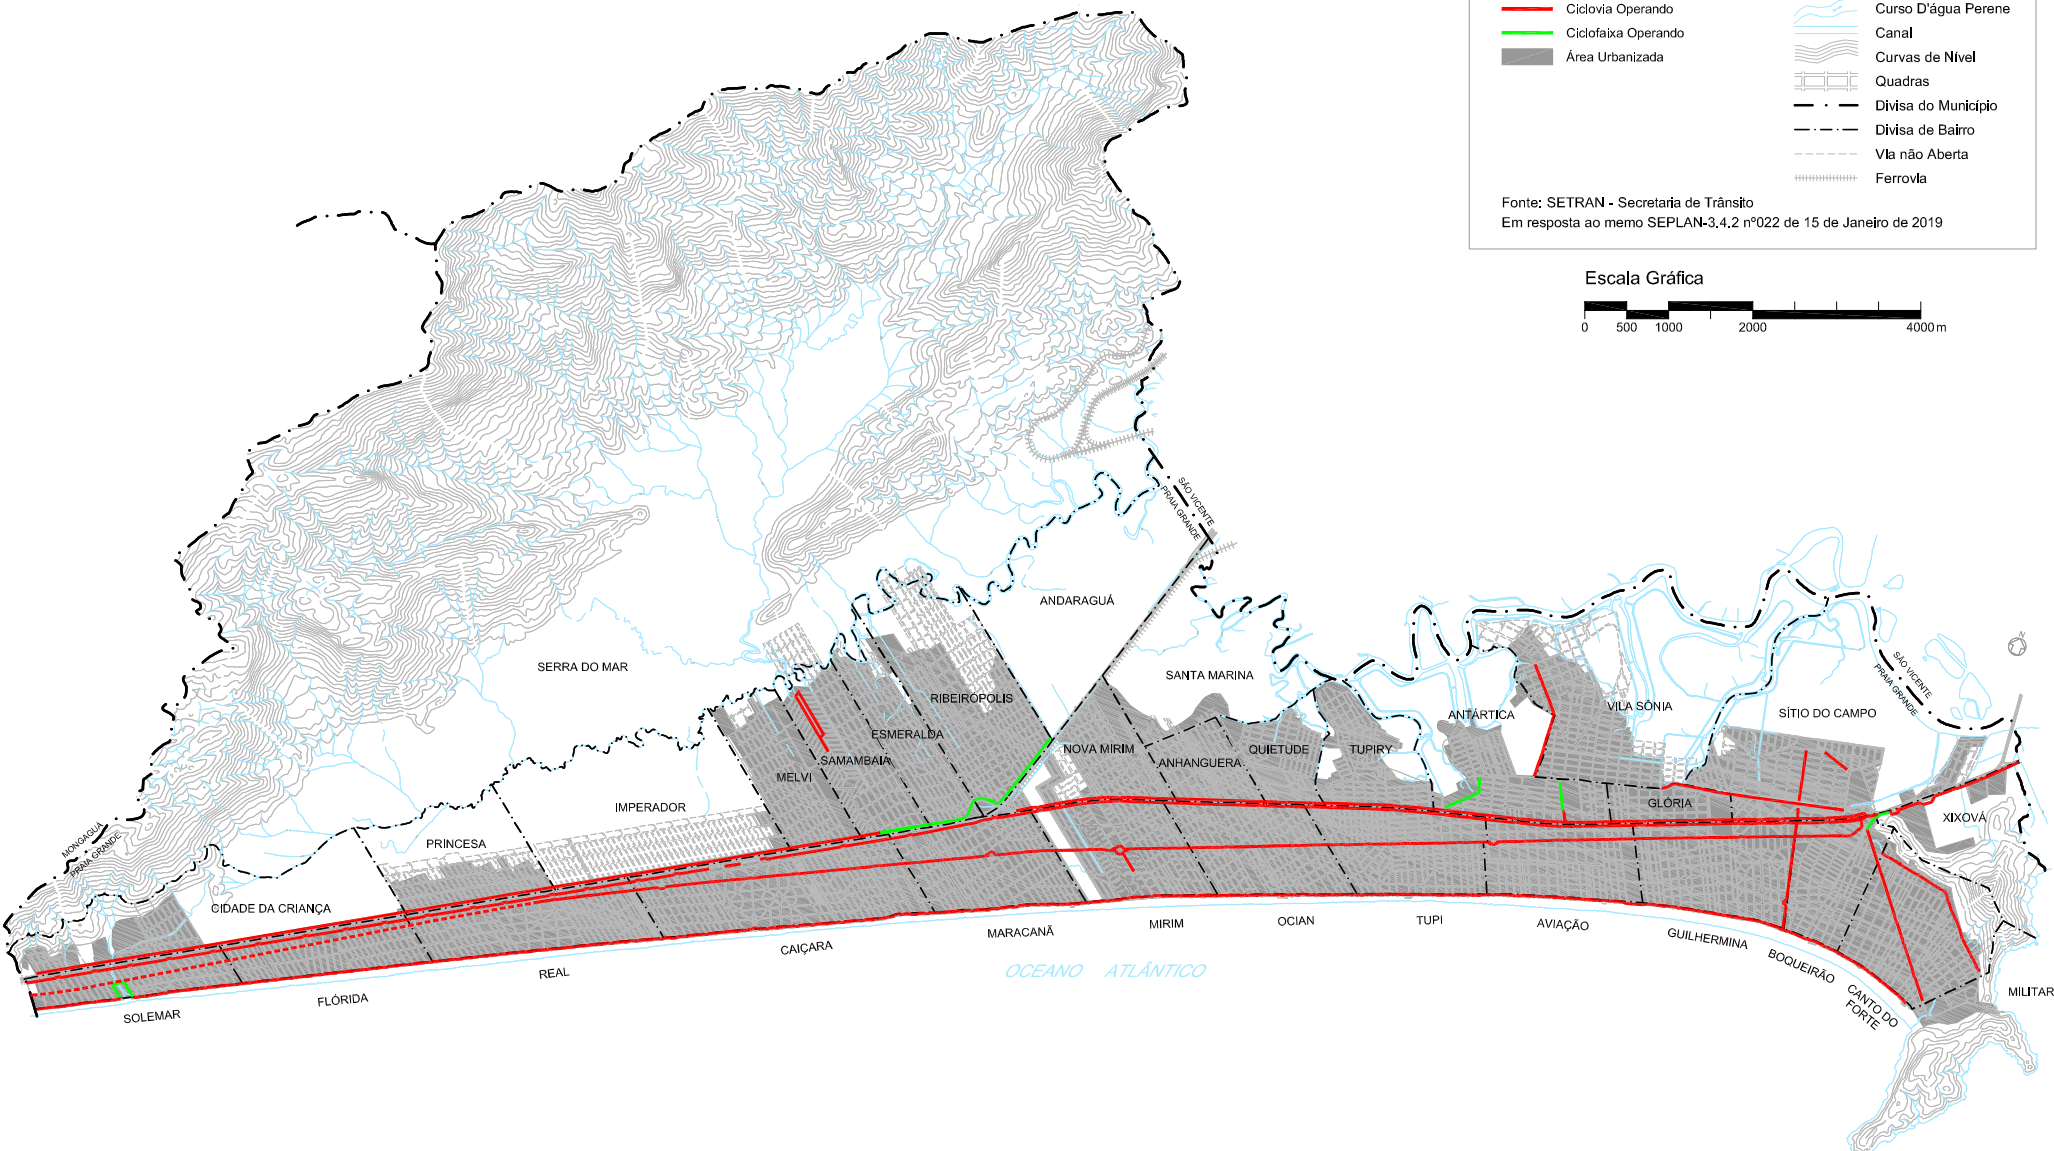 Ciclovia Operando
Ciclofaixa Operando
Área Urbanizada
Curso D'água Perene
Canal
Curvas de Nível
Quadras
Divisa do Município
Divisa de Bairro
Via não Aberta
Ferrovia
Fonte: SETRAN - Secretaria de Trânsito
Em resposta ao memo SEPLAN-3.4.2 nº022 de 15 de Janeiro de 2019
Escala Gráfica
0 500 1000 2000 4000 m
SÃO VICENTE
PRAIA GRANDE
ANDARAGUÁ
SERRA DO MAR
SANTA MARINA
RIBEIRÓPOLIS
ESMERALDA
SAMAMBAIA
MELVI
NOVA MIRIM
ANHANGUERA
QUIETUDE
TUPIRY
ANTÁRTICA
VILA SÔNIA
SÍTIO DO CAMPO
SÃO VICENTE
PRAIA GRANDE
N
GLÓRIA
XIXOVÁ
IMPERADOR
PRINCESA
MONGAGUÁ
PRAIA GRANDE
CIDADE DA CRIANÇA
SOLEMAR
FLÓRIDA
REAL
CAIÇARA
MARACANÃ
MIRIM
OCIAN
TUPI
AVIAÇÃO
GUILHERMINA
BOQUEIRÃO
CANTO DO
FORTE
MILITAR
OCEANO ATLÂNTICO